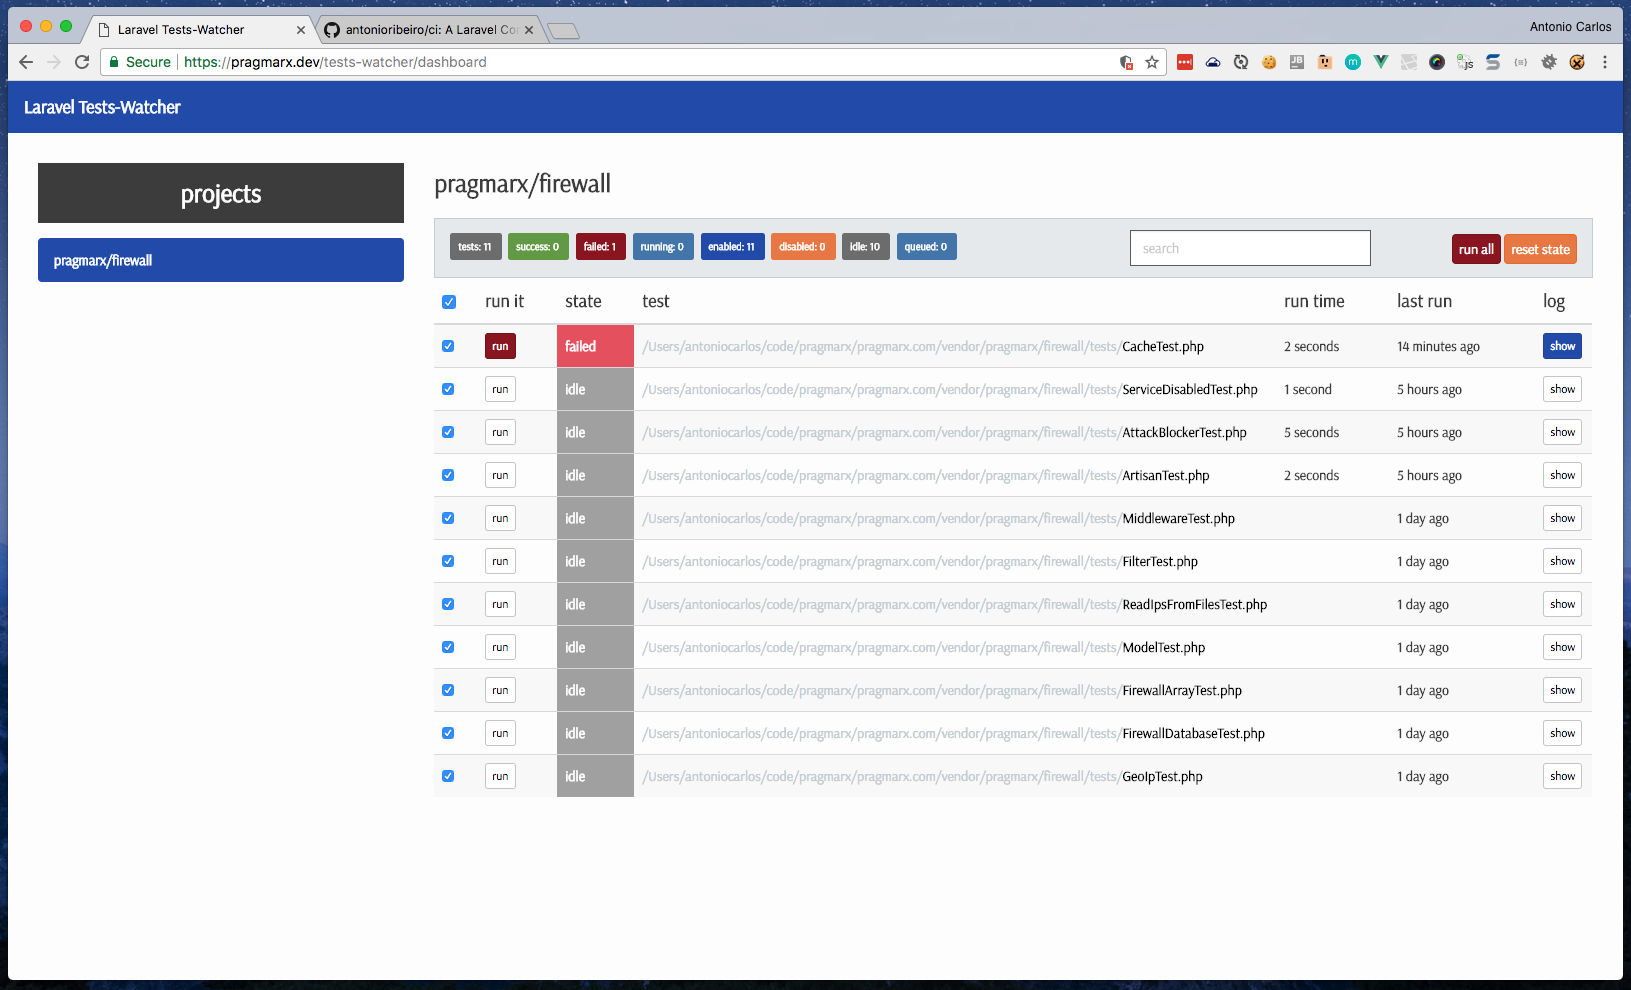 Laravel Tests-Watcher
antonioribeiro/ci: A Laravel Co
Antonio Carlos
Secure
https://pragmarx.dev/tests-watcher/dashboard
Laravel Tests-Watcher
projects
pragmarx/firewall
pragmarx/firewall
tests: 11 success: 0 failed: 1 running: 0 enabled: 11 disabled: 0 idle: 10 queued: 0 search run all reset state
run it state test run time last run log
run failed /Users/antoniocarlos/code/pragmarx/pragmarx.com/vendor/pragmarx/firewall/tests/CacheTest.php 2 seconds 14 minutes ago show
run idle /Users/antoniocarlos/code/pragmarx/pragmarx.com/vendor/pragmarx/firewall/tests/ServiceDisabledTest.php 1 second 5 hours ago show
run idle /Users/antoniocarlos/code/pragmarx/pragmarx.com/vendor/pragmarx/firewall/tests/AttackBlockerTest.php 5 seconds 5 hours ago show
run idle /Users/antoniocarlos/code/pragmarx/pragmarx.com/vendor/pragmarx/firewall/tests/ArtisanTest.php 2 seconds 5 hours ago show
run idle /Users/antoniocarlos/code/pragmarx/pragmarx.com/vendor/pragmarx/firewall/tests/MiddlewareTest.php 1 day ago show
run idle /Users/antoniocarlos/code/pragmarx/pragmarx.com/vendor/pragmarx/firewall/tests/FilterTest.php 1 day ago show
run idle /Users/antoniocarlos/code/pragmarx/pragmarx.com/vendor/pragmarx/firewall/tests/ReadIpsFromFilesTest.php 1 day ago show
run idle /Users/antoniocarlos/code/pragmarx/pragmarx.com/vendor/pragmarx/firewall/tests/ModelTest.php 1 day ago show
run idle /Users/antoniocarlos/code/pragmarx/pragmarx.com/vendor/pragmarx/firewall/tests/FirewallArrayTest.php 1 day ago show
run idle /Users/antoniocarlos/code/pragmarx/pragmarx.com/vendor/pragmarx/firewall/tests/FirewallDatabaseTest.php 1 day ago show
run idle /Users/antoniocarlos/code/pragmarx/pragmarx.com/vendor/pragmarx/firewall/tests/GeoIpTest.php 1 day ago show